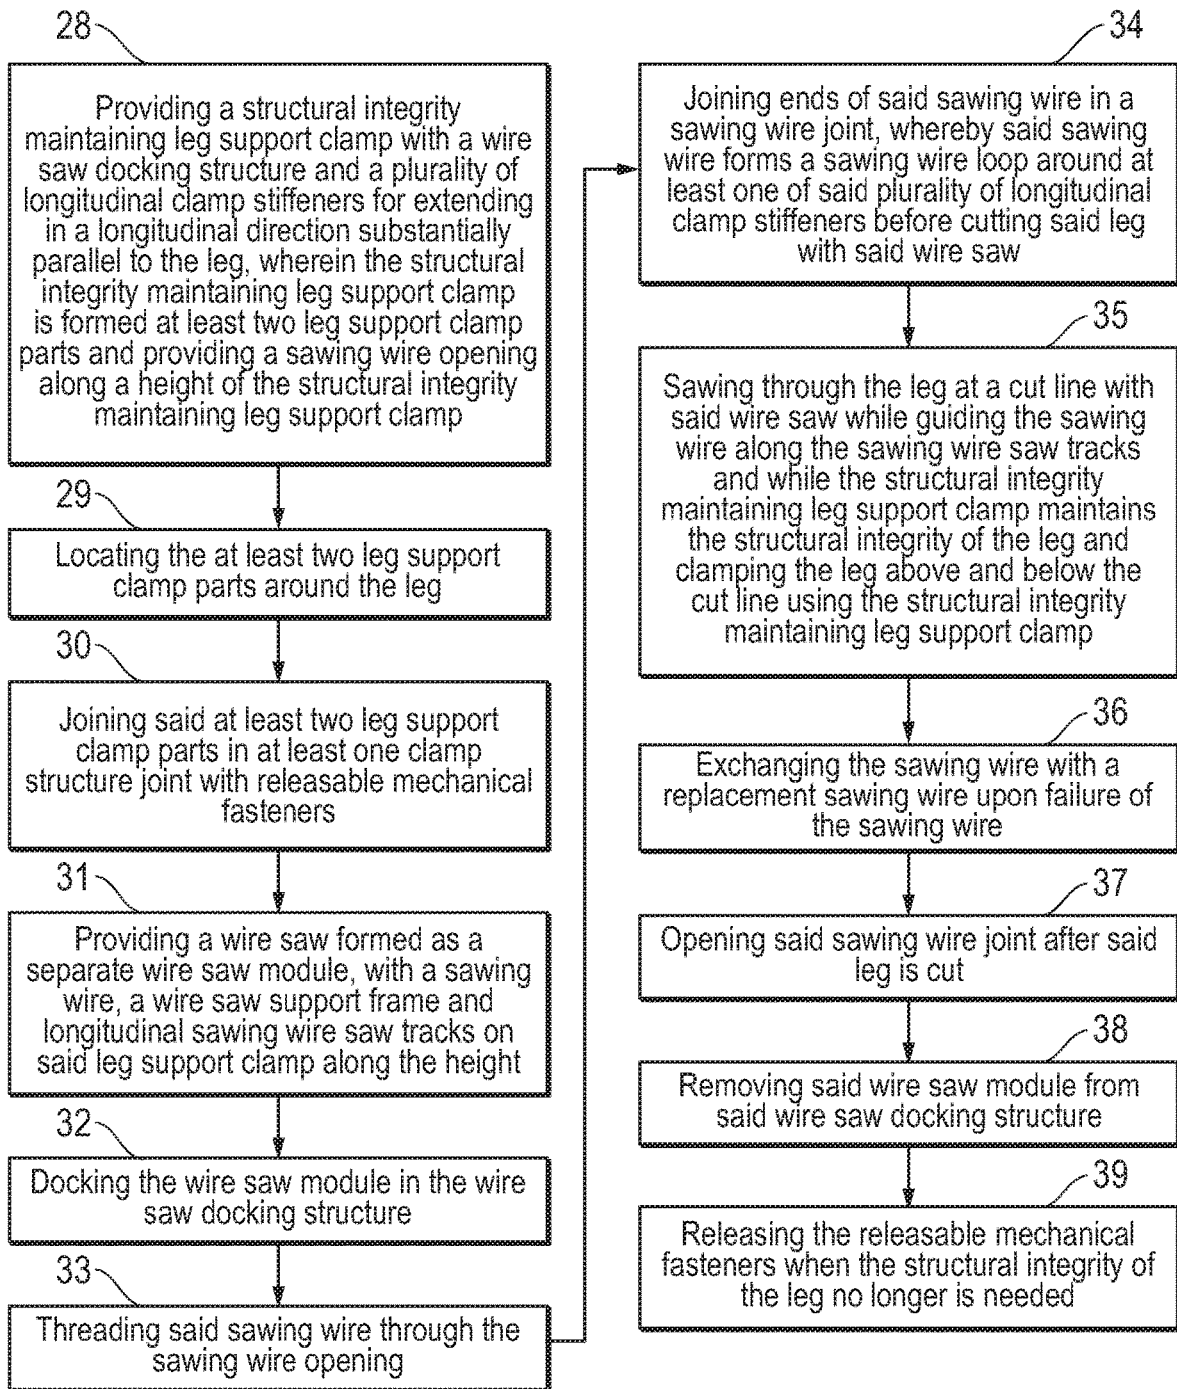 28
Providing a structural integrity
maintaining leg support clamp with a wire
saw docking structure and a plurality of
longitudinal clamp stiffeners for extending
in a longitudinal direction substantially
parallel to the leg, wherein the structural
integrity maintaining leg support clamp
is formed at least two leg support clamp
parts and providing a sawing wire opening
along a height of the structural integrity
maintaining leg support clamp
29
Locating the at least two leg support
clamp parts around the leg
30
Joining said at least two leg support
clamp parts in at least one clamp
structure joint with releasable mechanical
fasteners
31
Providing a wire saw formed as a
separate wire saw module, with a sawing
wire, a wire saw support frame and
longitudinal sawing wire saw tracks on
said leg support clamp along the height
32
Docking the wire saw module in the wire
saw docking structure
33
Threading said sawing wire through the
sawing wire opening
34
Joining ends of said sawing wire in a
sawing wire joint, whereby said sawing
wire forms a sawing wire loop around at
least one of said plurality of longitudinal
clamp stiffeners before cutting said leg
with said wire saw
35
Sawing through the leg at a cut line with
said wire saw while guiding the sawing
wire along the sawing wire saw tracks
and while the structural integrity
maintaining leg support clamp maintains
the structural integrity of the leg and
clamping the leg above and below the
cut line using the structural integrity
maintaining leg support clamp
36
Exchanging the sawing wire with a
replacement sawing wire upon failure of
the sawing wire
37
Opening said sawing wire joint after said
leg is cut
38
Removing said wire saw module from
said wire saw docking structure
39
Releasing the releasable mechanical
fasteners when the structural integrity of
the leg no longer is needed